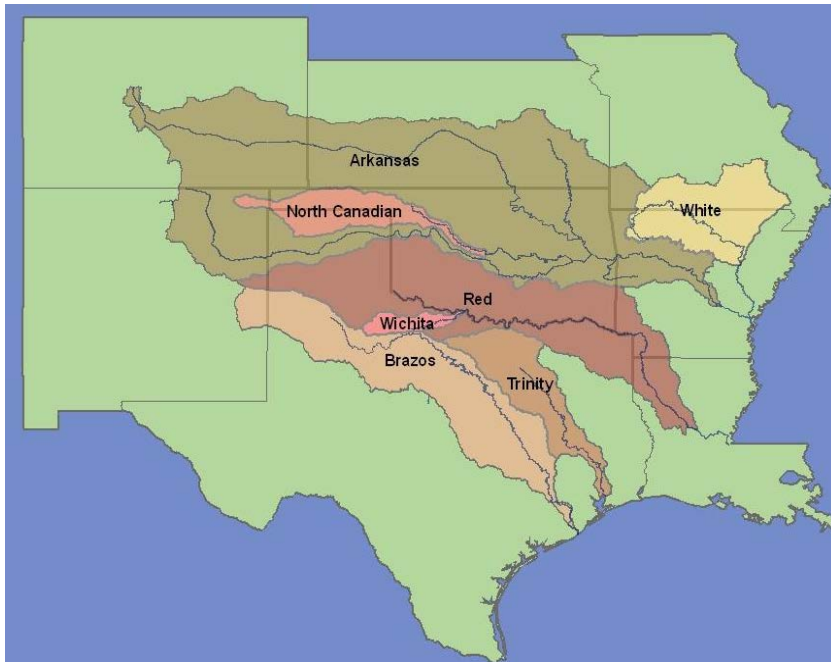 Arkansas
North Canadian
White
Red
Wichita
Brazos
Trinity